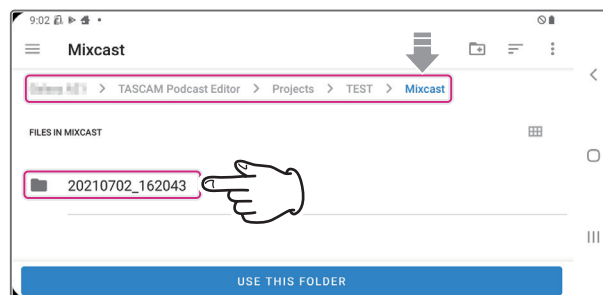 9:02
Mixcast
> TASCAM Podcast Editor > Projects > TEST > Mixcast
FILES IN MIXCAST
20210702_162043
USE THIS FOLDER